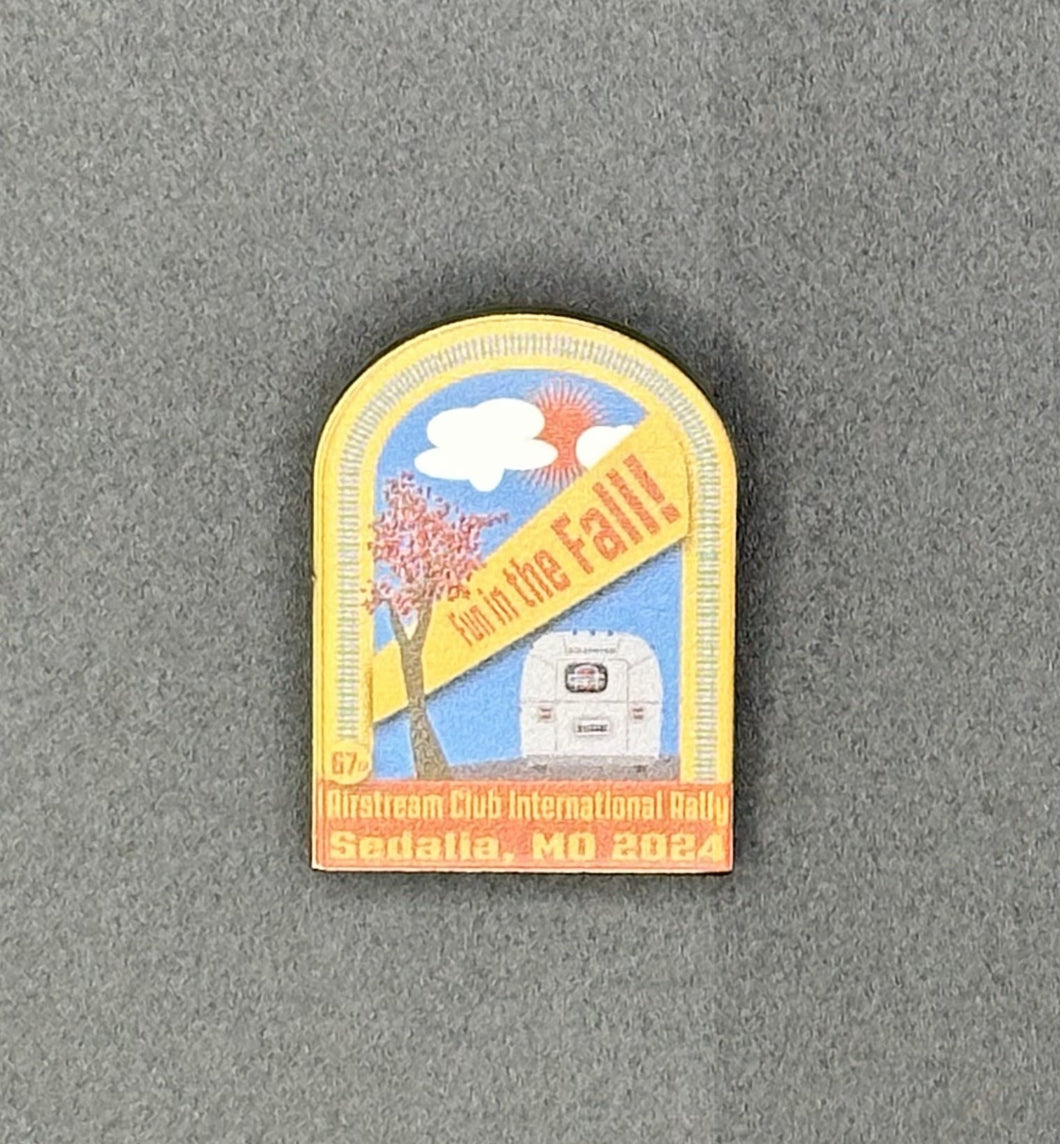 Fun in the Fall!
67th
Airstream Club International Rally
Sedalia, MO 2024